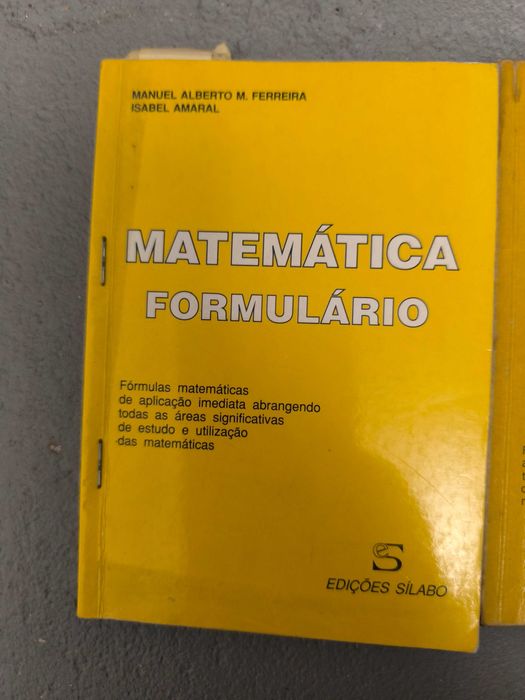 MANUEL ALBERTO M. FERREIRA
ISABEL AMARAL
MATEMÁTICA
FORMULÁRIO
Fórmulas matemáticas
de aplicação imediata abrangendo
todas as áreas significativas
de estudo e utilização
das matemáticas
eS
EDIÇÕES SÍLABO